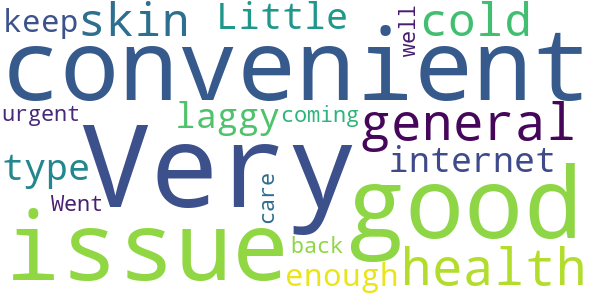 keep skin Little cold well
convenient
urgent laggy coming general
type Very internet
Went care good
issue back health
enough